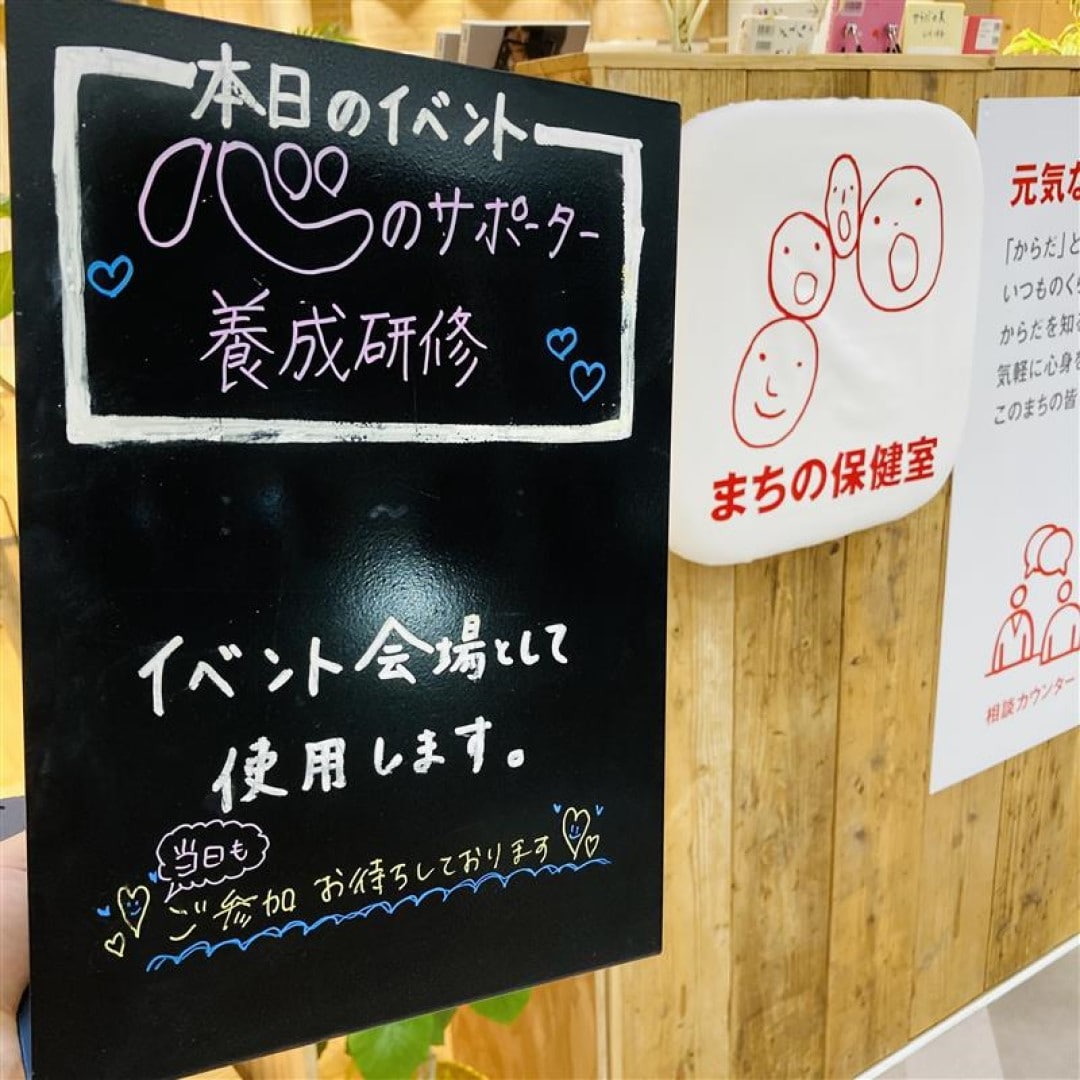 本日のイベント
心のサポーター
養成研修
イベント会場として
使用します。
当日も
ご参加 お待ちしております
まちの保健室
元気な
「からだ」と
いつものくら
からだを知る
気軽に心身を
このまちの皆
相談カウンター